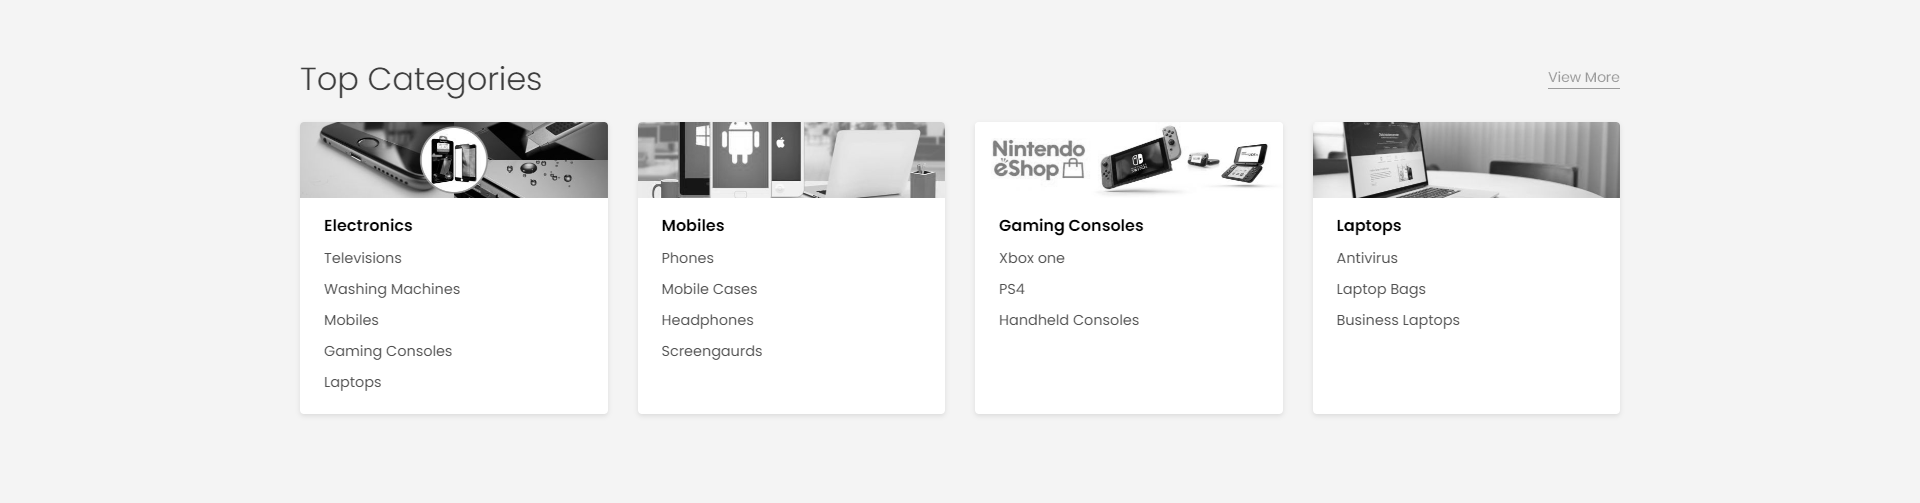 Top Categories
View More
Nintendo
eShop
Electronics
Televisions
Washing Machines
Mobiles
Gaming Consoles
Laptops
Mobiles
Phones
Mobile Cases
Headphones
Screengaurds
Gaming Consoles
Xbox one
PS4
Handheld Consoles
Laptops
Antivirus
Laptop Bags
Business Laptops